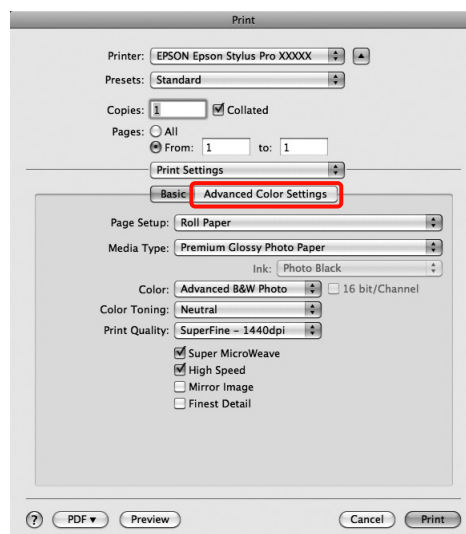 Print
Printer: EPSON Epson Stylus Pro XXXXX
Presets: Standard
Copies: 1 Collated
Pages: All
From: 1 to: 1
Print Settings
Basic Advanced Color Settings
Page Setup: Roll Paper
Media Type: Premium Glossy Photo Paper
Ink: Photo Black
Color: Advanced B&W Photo 16 bit/Channel
Color Toning: Neutral
Print Quality: SuperFine – 1440dpi
Super MicroWeave
High Speed
Mirror Image
Finest Detail
? PDF Preview Cancel Print